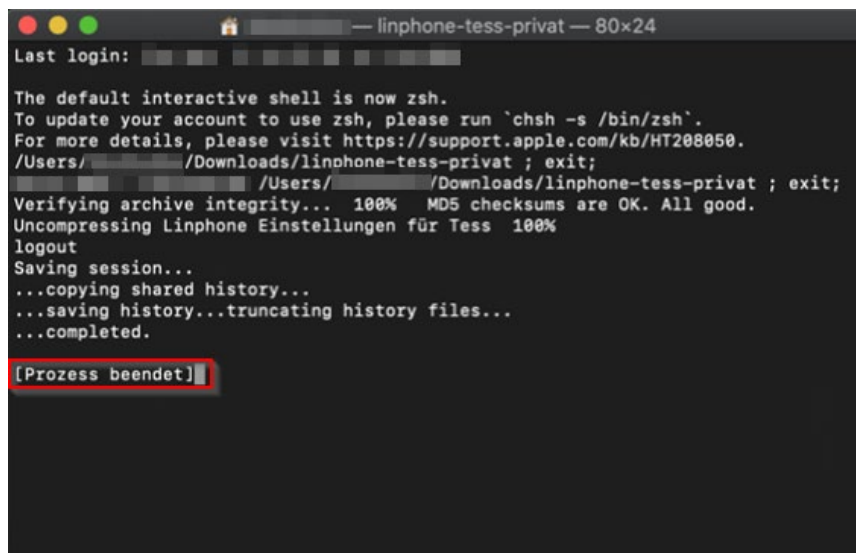 — linphone-tess-privat — 80×24
Last login:
The default interactive shell is now zsh.
To update your account to use zsh, please run `chsh -s /bin/zsh`.
For more details, please visit https://support.apple.com/kb/HT208050.
/Users/ /Downloads/linphone-tess-privat ; exit;
/Users/ /Downloads/linphone-tess-privat ; exit;
Verifying archive integrity... 100% MD5 checksums are OK. All good.
Uncompressing Linphone Einstellungen für Tess 100%
logout
Saving session...
...copying shared history...
...saving history...truncating history files...
...completed.
[Prozess beendet]